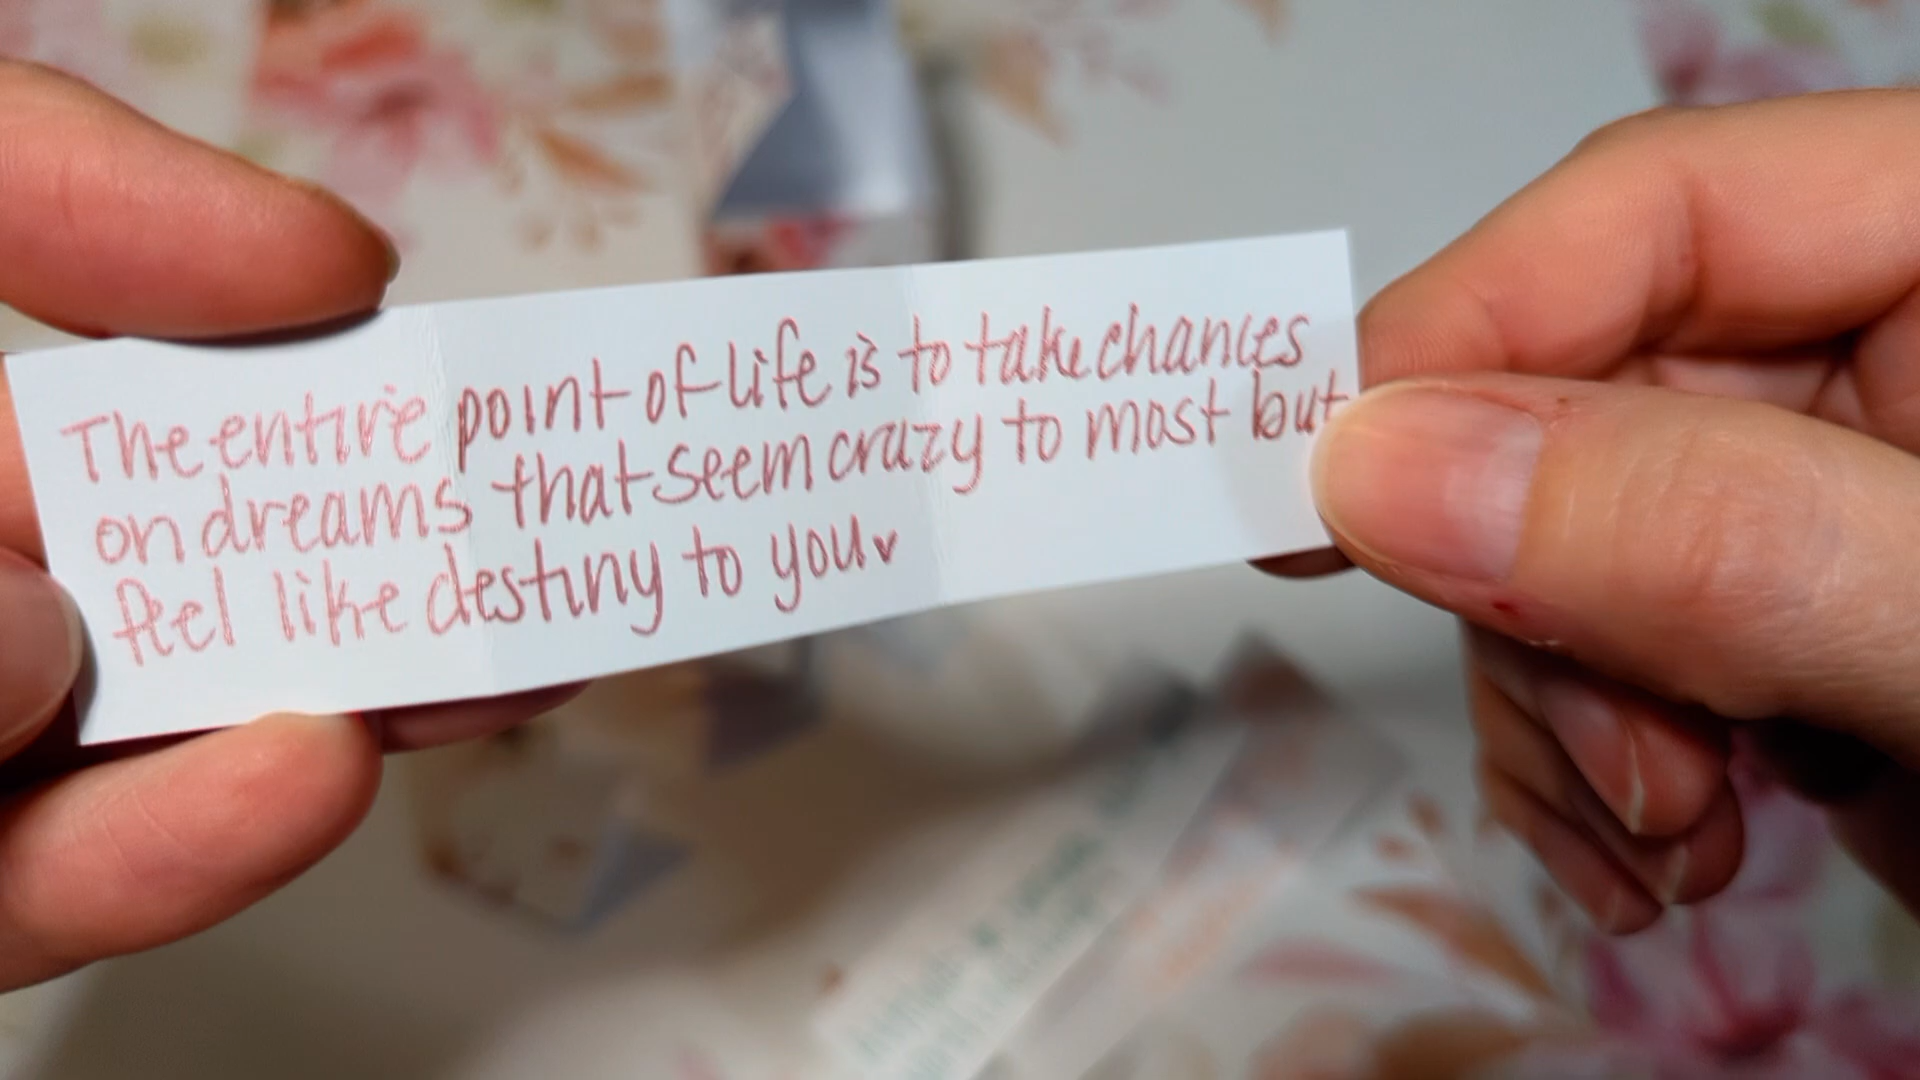 The entire point of life is to take chances
on dreams that seem crazy to most but
feel like destiny to you